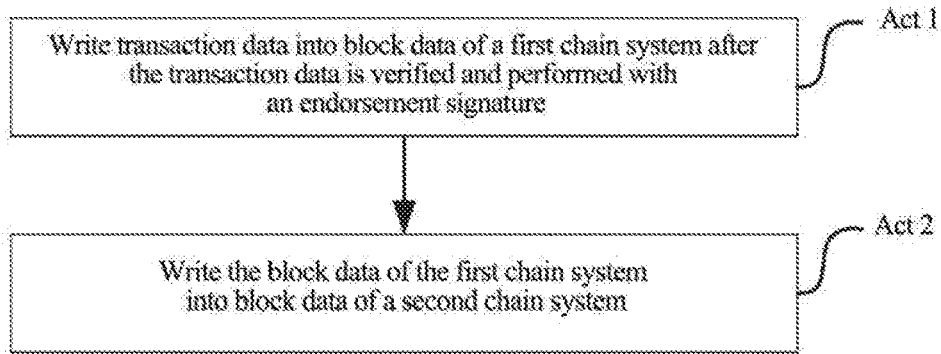 Write transaction data into block data of a first chain system after
the transaction data is verified and performed with
an endorsement signature
Act 1
Write the block data of the first chain system
into block data of a second chain system
Act 2